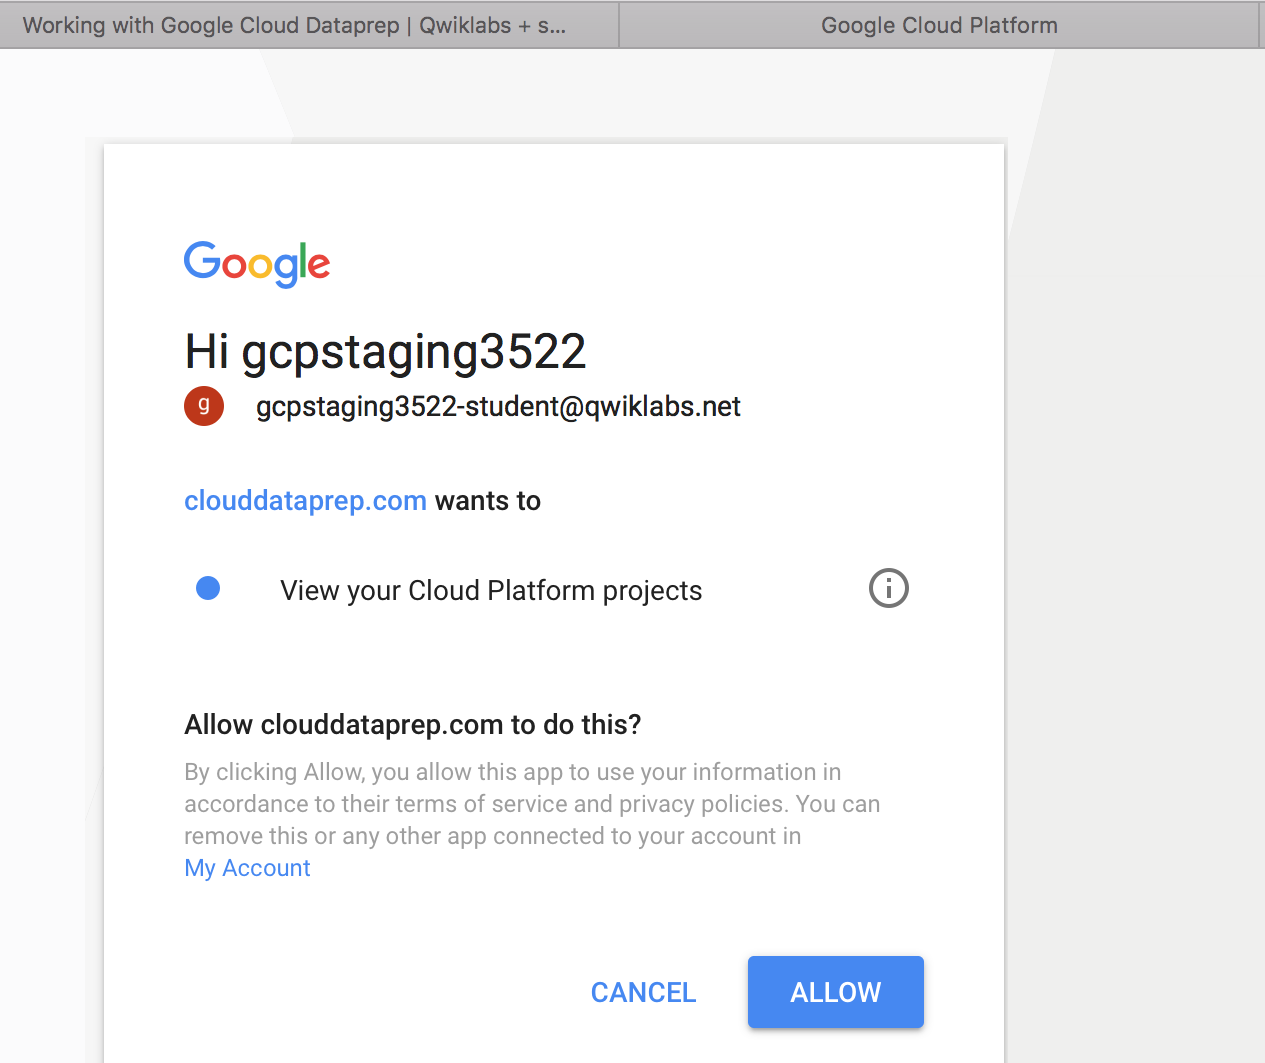 Working with Google Cloud Dataprep | Qwiklabs + s...
Google Cloud Platform
Google
Hi gcpstaging3522
g
gcpstaging3522-student@qwiklabs.net
clouddataprep.com wants to
View your Cloud Platform projects
Allow clouddataprep.com to do this?
By clicking Allow, you allow this app to use your information in
accordance to their terms of service and privacy policies. You can
remove this or any other app connected to your account in
My Account
CANCEL
ALLOW